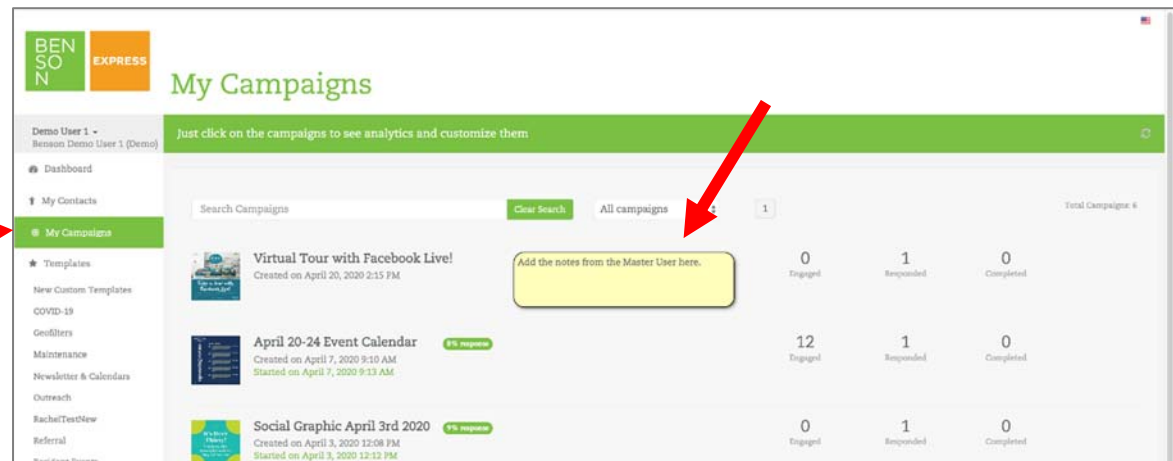 BEN
SO
N
EXPRESS
My Campaigns
Demo User 1
Benson Demo User 1 (Demo)
Just click on the campaigns to see analytics and customize them
Dashboard
My Contacts
My Campaigns
Templates
New Custom Templates
COVID-19
Geofilters
Maintenance
Newsletter & Calendars
Outreach
RachelTestNew
Referral
Search Campaigns
Clear Search
All campaigns
1
Total Campaigns: 6
Virtual Tour with Facebook Live!
Created on April 20, 2020 2:15 PM
Add the notes from the Master User here.
0 1 0
Engaged Responded Completed
April 20-24 Event Calendar 8% response
Created on April 7, 2020 9:10 AM
Started on April 7, 2020 9:13 AM
12 1 0
Engaged Responded Completed
Social Graphic April 3rd 2020 9% response
Created on April 3, 2020 12:08 PM
Started on April 3, 2020 12:12 PM
0 1 0
Engaged Responded Completed